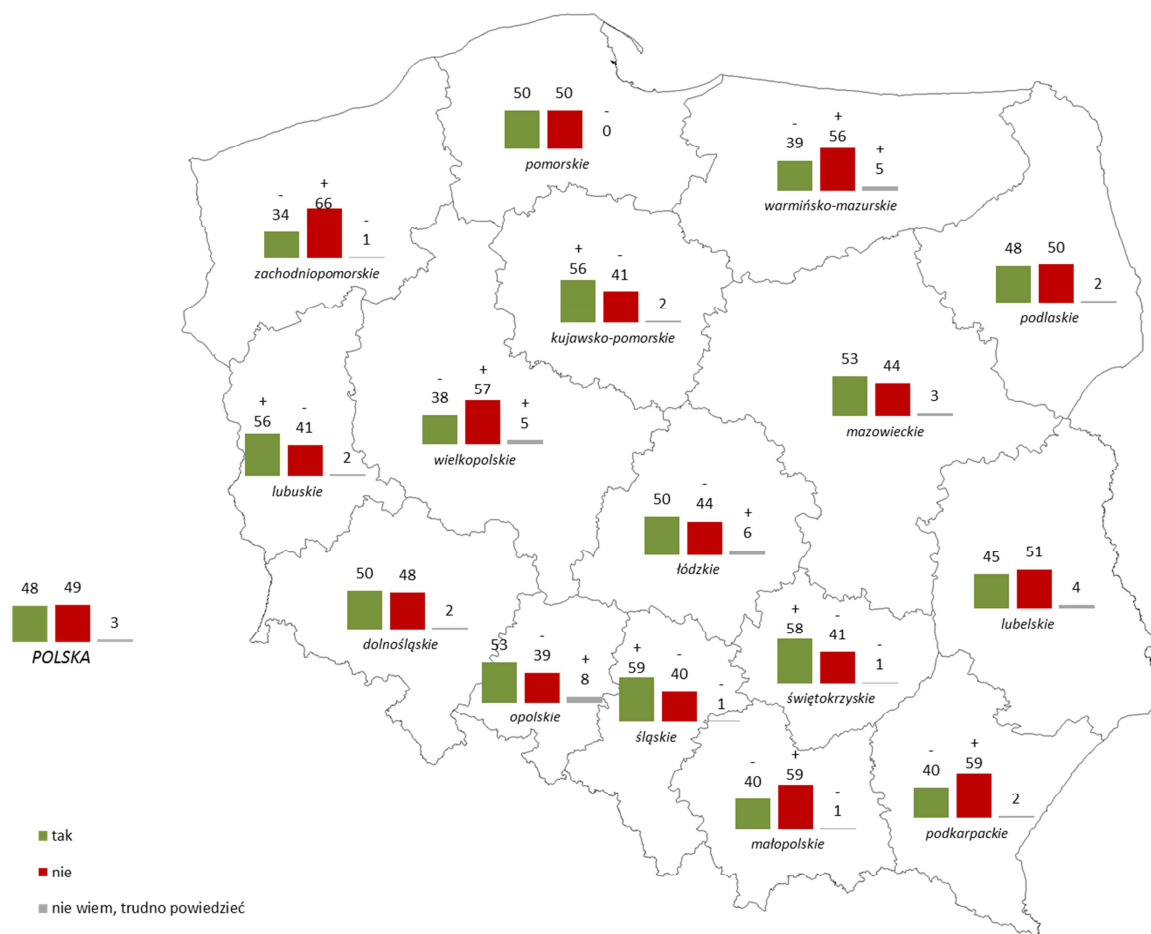 50 50 - 0
pomorskie
- 39 + 56 + 5
warmińsko-mazurskie
- 34 + 66 - 1
zachodniopomorskie
48 50 2
podlaskie
+ 56 - 41 2
kujawsko-pomorskie
53 44 3
mazowieckie
- 38 + 57 + 5
wielkopolskie
+ 56 - 41 2
lubuskie
50 - 44 + 6
łódzkie
45 51 4
lubelskie
48 49 3
POLSKA
50 48 2
dolnośląskie
53 - 39 + 8
opolskie
+ 59 - 40 - 1
śląskie
+ 58 - 41 - 1
świętokrzyskie
- 40 + 59 - 1
małopolskie
- 40 + 59 2
podkarpackie
tak
nie
nie wiem, trudno powiedzieć